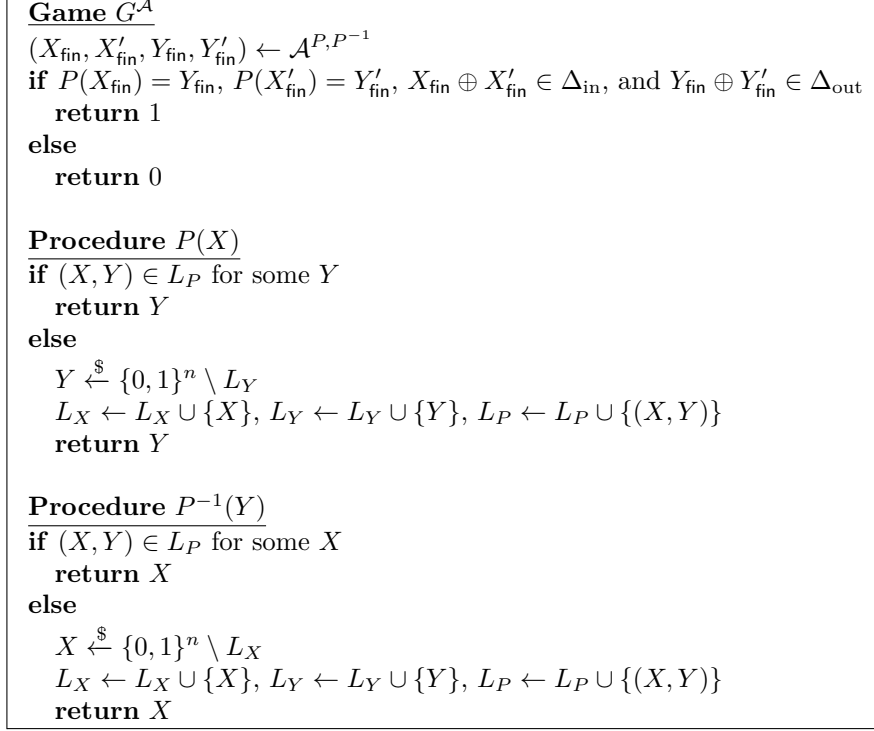 Game G^𝒜
(X_fin, X′_fin, Y_fin, Y′_fin) ← 𝒜^{P,P^{−1}}
if P(X_fin) = Y_fin, P(X′_fin) = Y′_fin, X_fin ⊕ X′_fin ∈ Δ_in, and Y_fin ⊕ Y′_fin ∈ Δ_out
return 1
else
return 0
Procedure P(X)
if (X, Y) ∈ L_P for some Y
return Y
else
Y ←$ {0, 1}^n \ L_Y
L_X ← L_X ∪ {X}, L_Y ← L_Y ∪ {Y}, L_P ← L_P ∪ {(X, Y)}
return Y
Procedure P^{−1}(Y)
if (X, Y) ∈ L_P for some X
return X
else
X ←$ {0, 1}^n \ L_X
L_X ← L_X ∪ {X}, L_Y ← L_Y ∪ {Y}, L_P ← L_P ∪ {(X, Y)}
return X